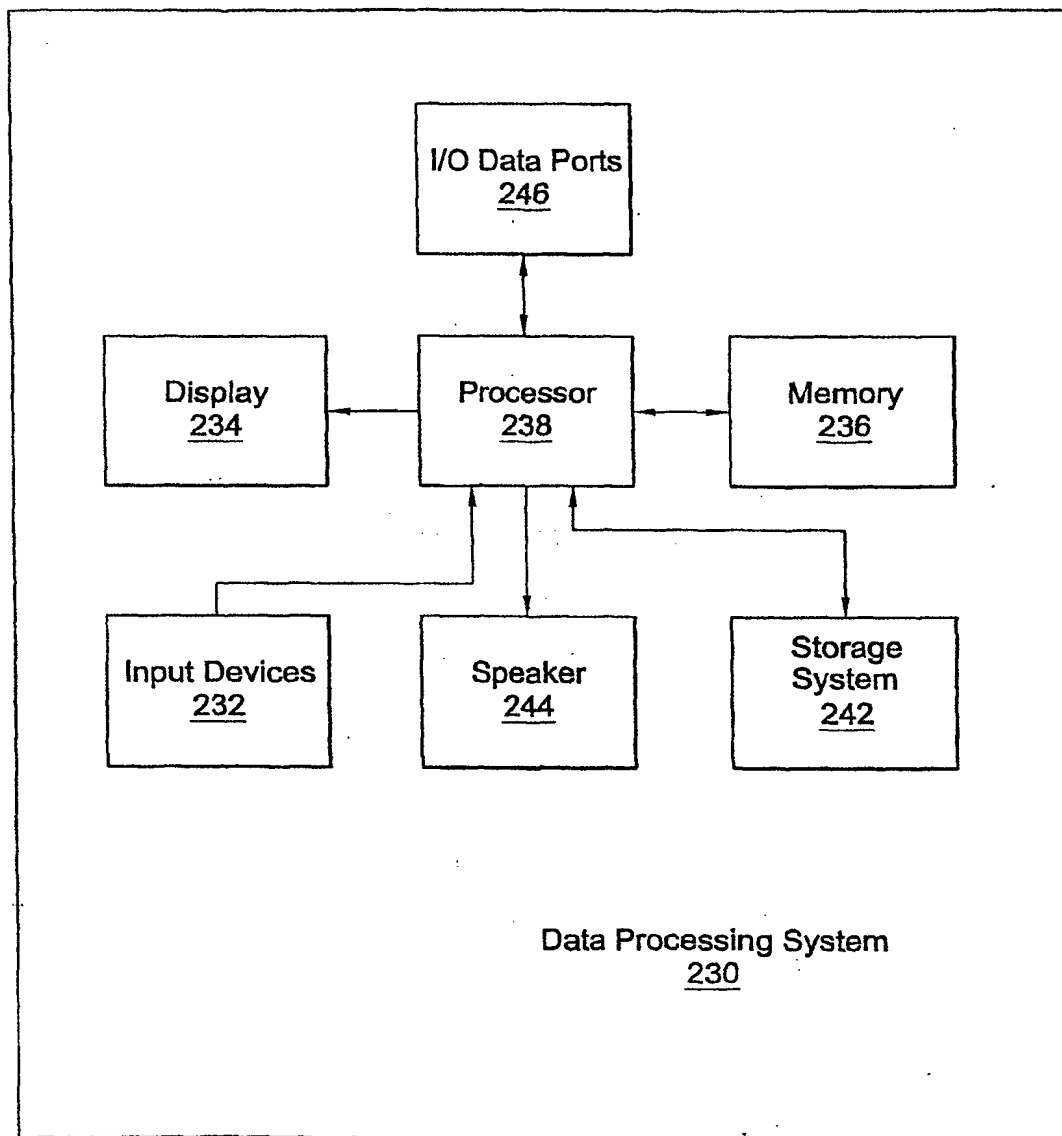 I/O Data Ports
246
Display
234
Processor
238
Memory
236
Input Devices
232
Speaker
244
Storage
System
242
Data Processing System
230